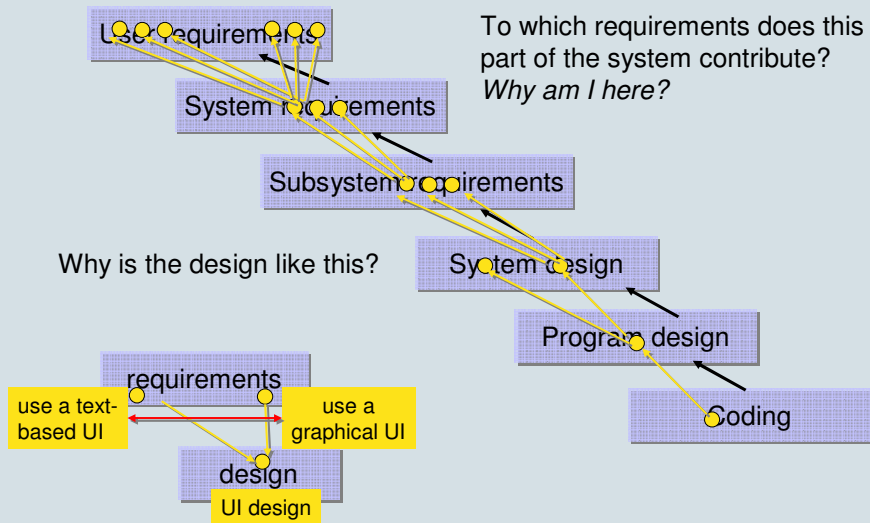 User requirements
To which requirements does this
part of the system contribute?
Why am I here?
System requirements
Subsystem requirements
Why is the design like this?
System design
Program design
requirements
use a text-
based UI
use a
graphical UI
Coding
design
UI design